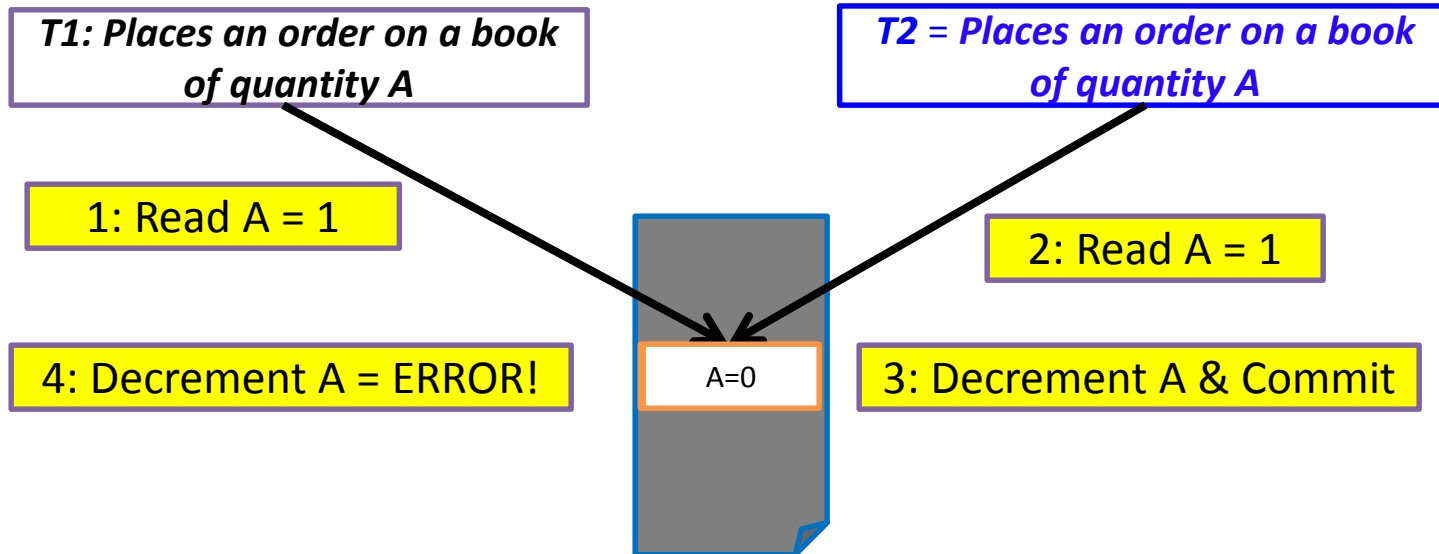 T1: Places an order on a book
of quantity A
T2 = Places an order on a book
of quantity A
1: Read A = 1
2: Read A = 1
4: Decrement A = ERROR!
A=0
3: Decrement A & Commit